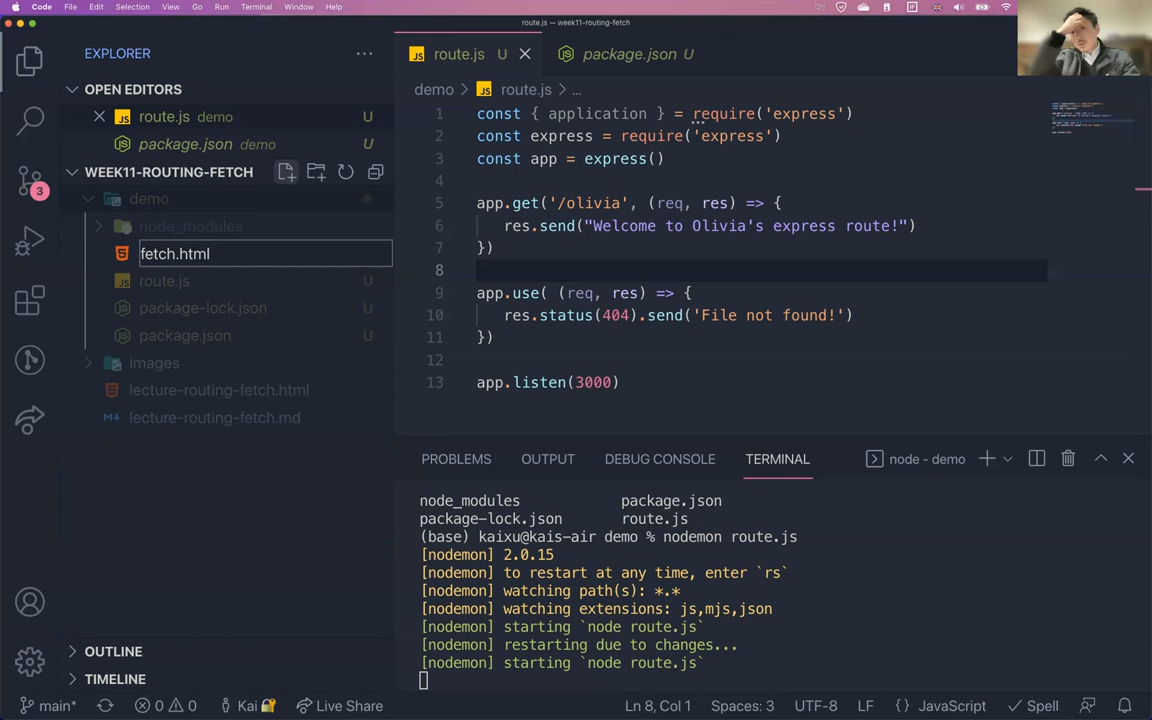 Code File Edit Selection View Go Run Terminal Window Help
route.js — week11-routing-fetch
EXPLORER
OPEN EDITORS
route.js demo U
package.json demo U
WEEK11-ROUTING-FETCH
3
demo
node_modules
fetch.html
route.js U
package-lock.json U
package.json U
images
lecture-routing-fetch.html
lecture-routing-fetch.md
OUTLINE
TIMELINE
route.js U
package.json U
demo > route.js > ...
1 const { application } = require('express')
2 const express = require('express')
3 const app = express()
4
5 app.get('/olivia', (req, res) => {
6 res.send("Welcome to Olivia's express route!")
7 })
8
9 app.use( (req, res) => {
10 res.status(404).send('File not found!')
11 })
12
13 app.listen(3000)
PROBLEMS OUTPUT DEBUG CONSOLE TERMINAL node - demo
node_modules package.json
package-lock.json route.js
(base) kaixu@kais-air demo % nodemon route.js
[nodemon] 2.0.15
[nodemon] to restart at any time, enter `rs`
[nodemon] watching path(s): *.*
[nodemon] watching extensions: js,mjs,json
[nodemon] starting `node route.js`
[nodemon] restarting due to changes...
[nodemon] starting `node route.js`
main* 0 0 Kai Live Share Ln 8, Col 1 Spaces: 3 UTF-8 LF {} JavaScript Spell